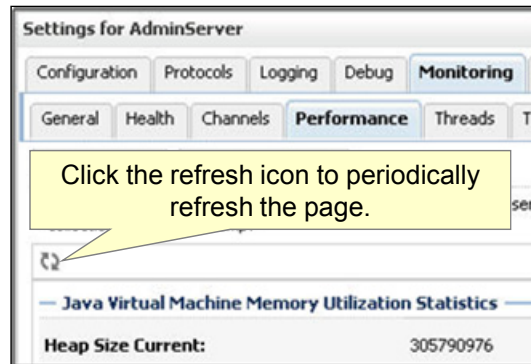 Settings for AdminServer
Configuration Protocols Logging Debug Monitoring
General Health Channels Performance Threads
Click the refresh icon to periodically
refresh the page.
Java Virtual Machine Memory Utilization Statistics
Heap Size Current: 305790976